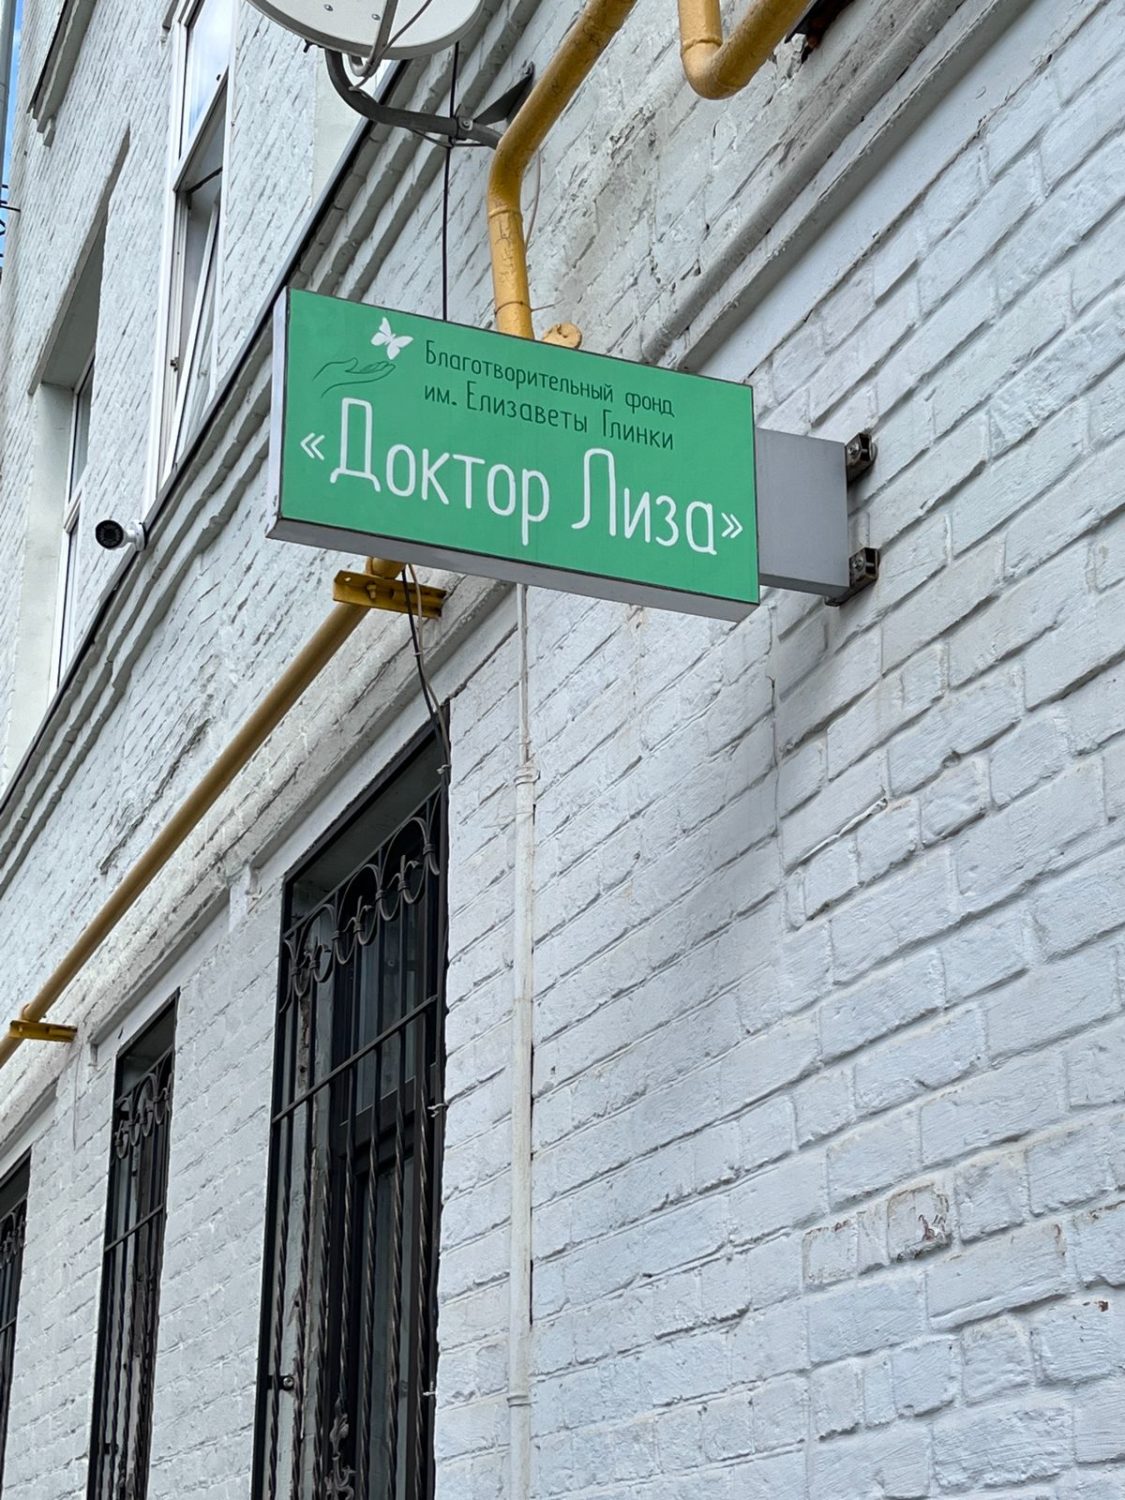 Благотворительный фонд
им. Елизаветы Глинки
«Доктор Лиза»